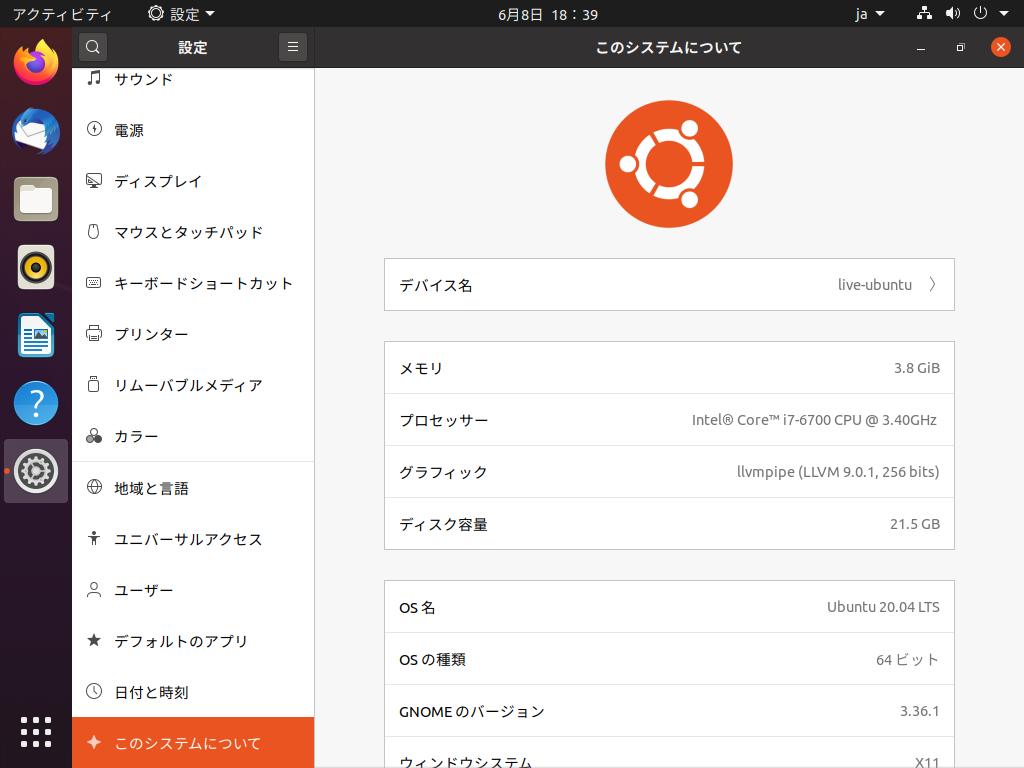 アクティビティ 設定 6月8日 18：39 ja
設定 このシステムについて
サウンド
電源
ディスプレイ
マウスとタッチパッド
キーボードショートカット
プリンター
リムーバブルメディア
カラー
地域と言語
ユニバーサルアクセス
ユーザー
デフォルトのアプリ
日付と時刻
このシステムについて
デバイス名 live-ubuntu
メモリ 3.8 GiB
プロセッサー Intel® Core™ i7-6700 CPU @ 3.40GHz
グラフィック llvmpipe (LLVM 9.0.1, 256 bits)
ディスク容量 21.5 GB
OS 名 Ubuntu 20.04 LTS
OS の種類 64 ビット
GNOME のバージョン 3.36.1
ウィンドウシステム X11
?